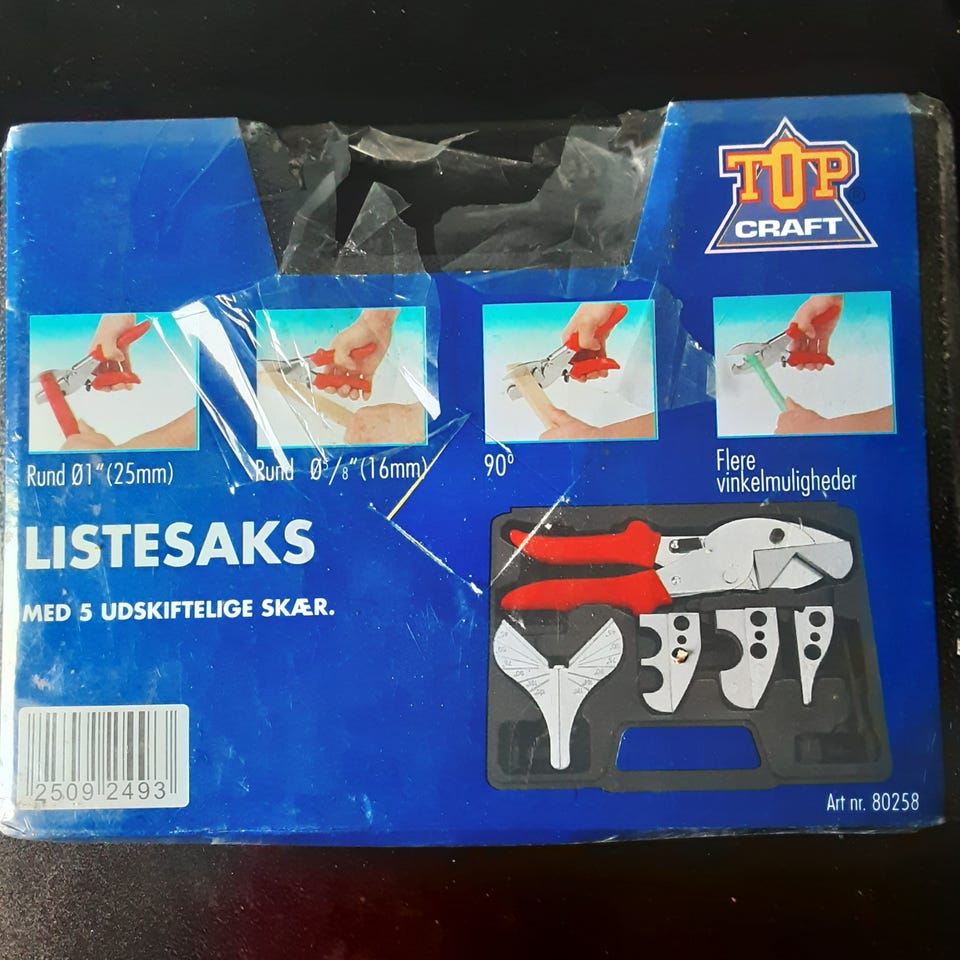 TOP
CRAFT
®
Rund Ø1"(25mm)
Rund Ø5/8"(16mm)
90°
Flere
vinkelmuligheder
LISTESAKS
MED 5 UDSKIFTELIGE SKÆR.
2509 2493
Art nr. 80258